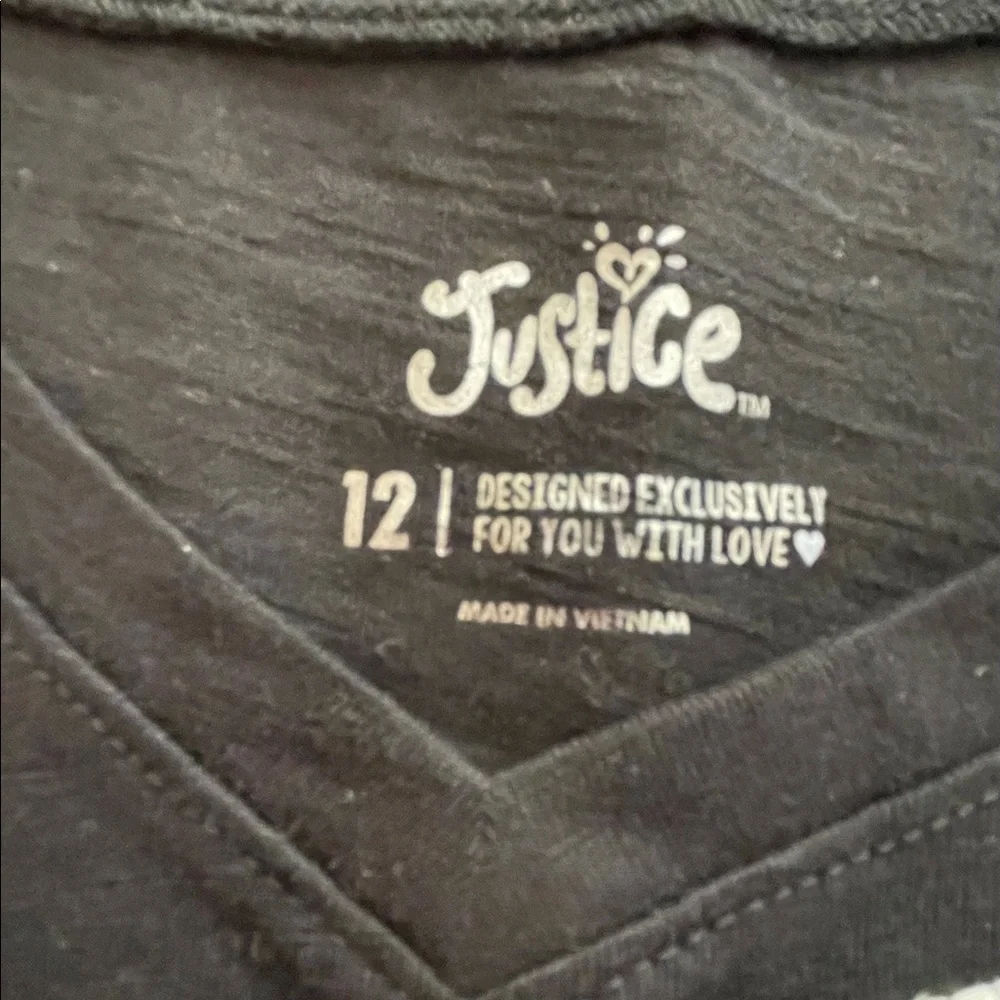 Justice™
12 | DESIGNED EXCLUSIVELY
FOR YOU WITH LOVE♥
MADE IN VIETNAM